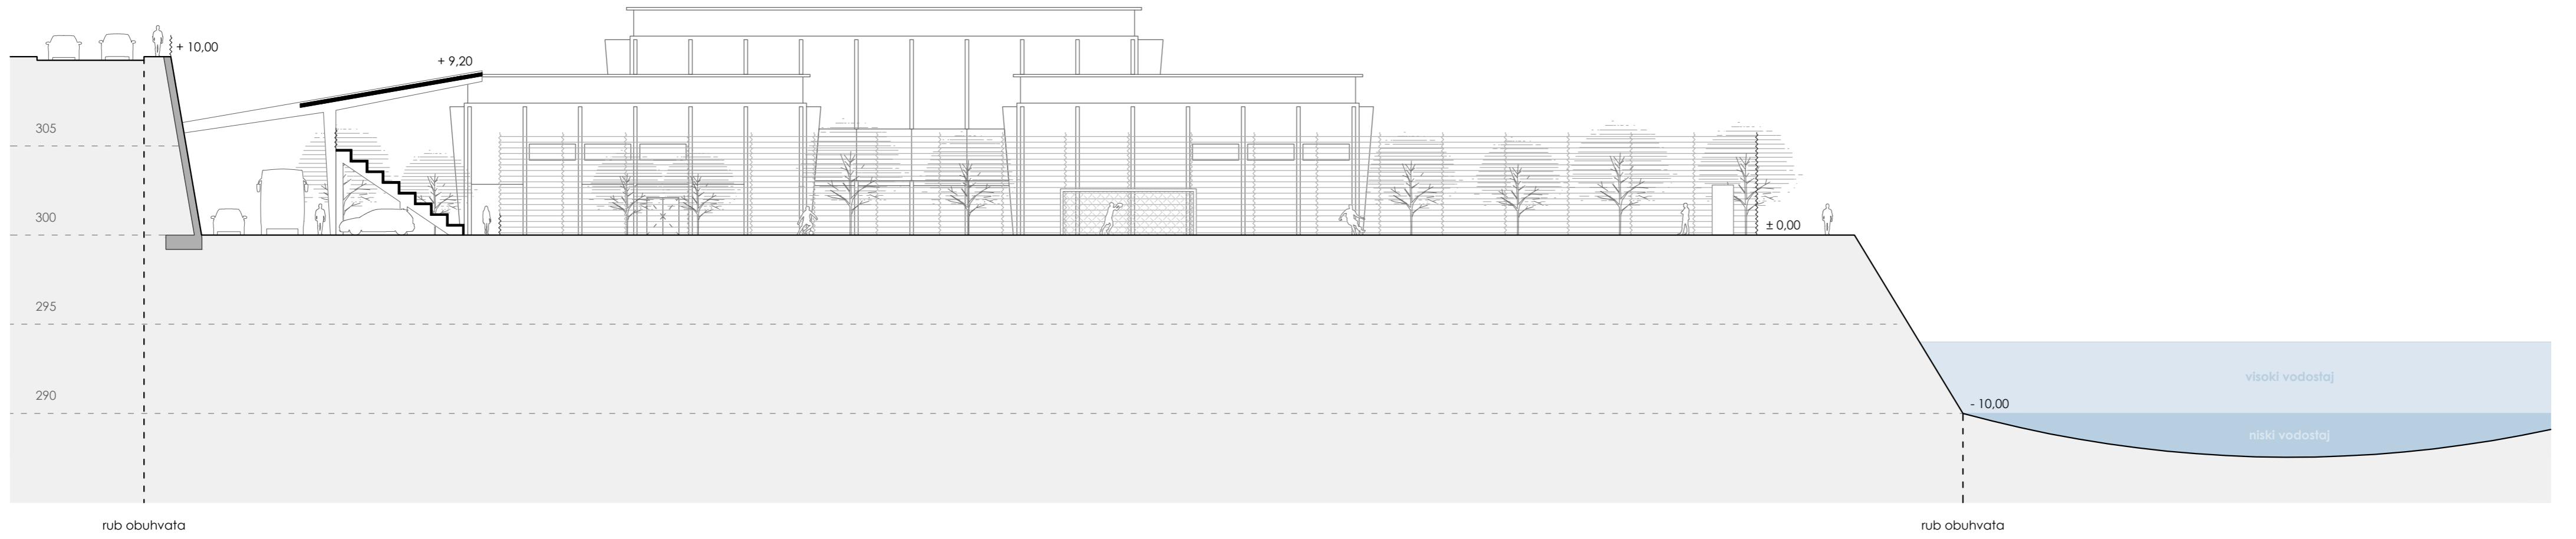 + 10,00
+ 9,20
305
300
± 0,00
295
visoki vodostaj
290
- 10,00
niski vodostaj
rub obuhvata
rub obuhvata